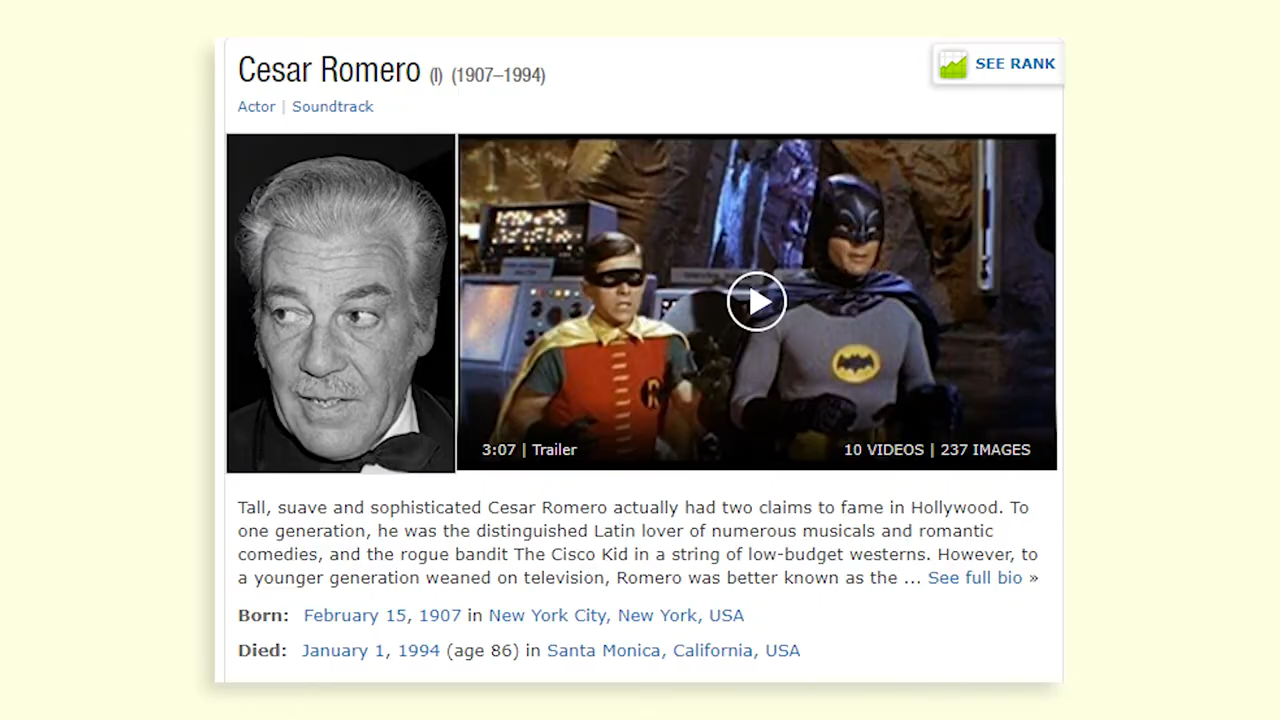 Cesar Romero (I) (1907–1994)
SEE RANK
Actor | Soundtrack
3:07 | Trailer
10 VIDEOS | 237 IMAGES
Tall, suave and sophisticated Cesar Romero actually had two claims to fame in Hollywood. To
one generation, he was the distinguished Latin lover of numerous musicals and romantic
comedies, and the rogue bandit The Cisco Kid in a string of low-budget westerns. However, to
a younger generation weaned on television, Romero was better known as the ... See full bio »
Born: February 15, 1907 in New York City, New York, USA
Died: January 1, 1994 (age 86) in Santa Monica, California, USA